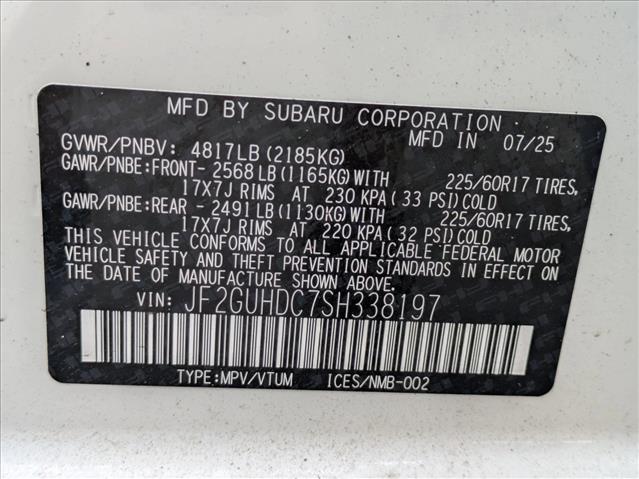 MFD BY SUBARU CORPORATION
MFD IN 07/25
GVWR/PNBV: 4817LB (2185KG)
GAWR/PNBE:FRONT- 2568 LB (1165KG) WITH 225/60R17 TIRES,
17X7J RIMS AT 230 KPA (33 PSI) COLD
GAWR/PNBE:REAR - 2491 LB (1130KG) WITH 225/60R17 TIRES,
17X7J RIMS AT 220 KPA (32 PSI) COLD
THIS VEHICLE CONFORMS TO ALL APPLICABLE FEDERAL MOTOR
VEHICLE SAFETY AND THEFT PREVENTION STANDARDS IN EFFECT ON
THE DATE OF MANUFACTURE SHOWN ABOVE.
VIN: JF2GUHDC7SH338197
TYPE:MPV/VTUM ICES/NMB-002